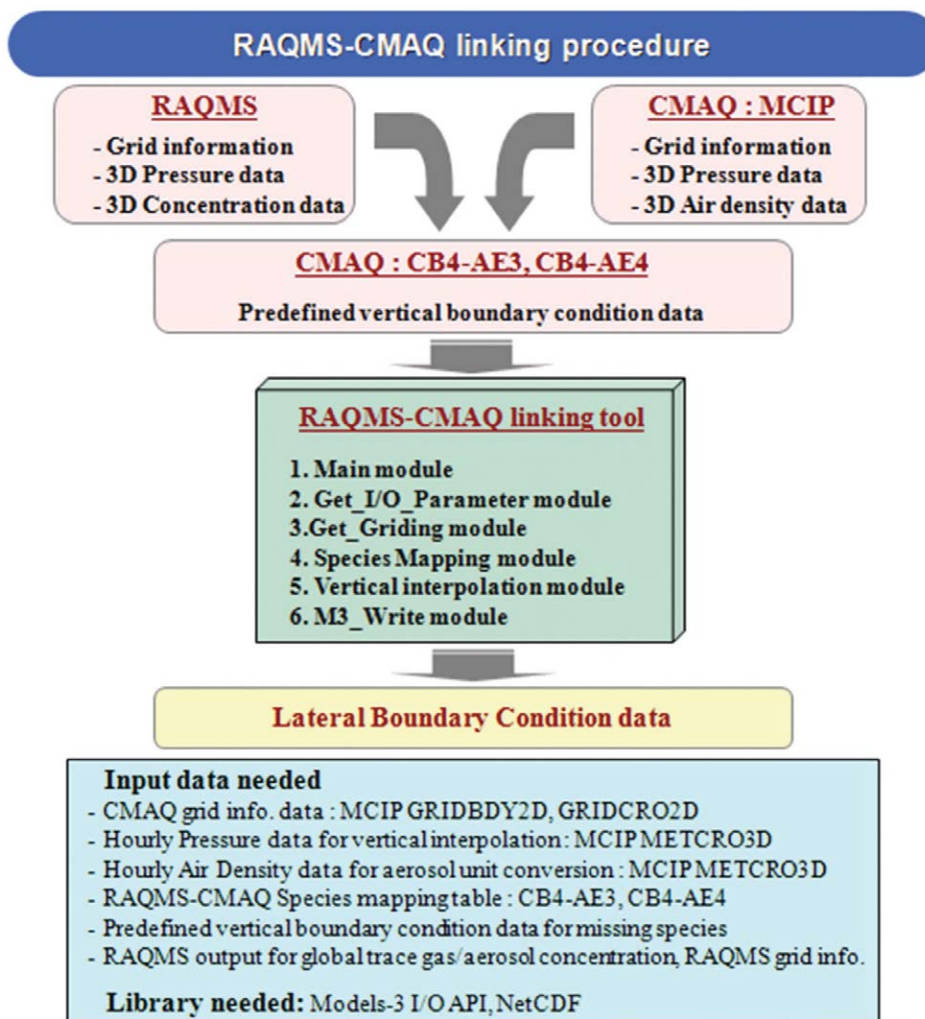 RAQMS-CMAQ linking procedure
RAQMS
- Grid information
- 3D Pressure data
- 3D Concentration data
CMAQ : MCIP
- Grid information
- 3D Pressure data
- 3D Air density data
CMAQ : CB4-AE3, CB4-AE4
Predefined vertical boundary condition data
RAQMS-CMAQ linking tool
1. Main module
2. Get_I/O_Parameter module
3.Get_Griding module
4. Species Mapping module
5. Vertical interpolation module
6. M3_Write module
Lateral Boundary Condition data
Input data needed
- CMAQ grid info. data : MCIP GRIDBDY2D, GRIDCRO2D
- Hourly Pressure data for vertical interpolation : MCIP METCRO3D
- Hourly Air Density data for aerosol unit conversion : MCIP METCRO3D
- RAQMS-CMAQ Species mapping table : CB4-AE3, CB4-AE4
- Predefined vertical boundary condition data for missing species
- RAQMS output for global trace gas/aerosol concentration, RAQMS grid info.
Library needed: Models-3 I/O API, NetCDF